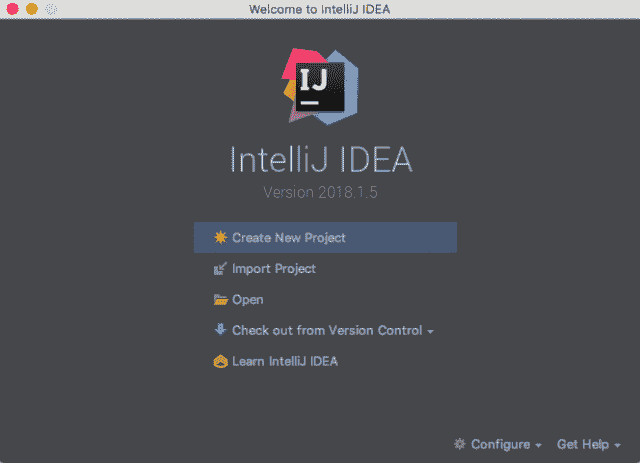 Welcome to IntelliJ IDEA
IJ
IntelliJ IDEA
Version 2018.1.5
Create New Project
Import Project
Open
Check out from Version Control
Learn IntelliJ IDEA
Configure Get Help